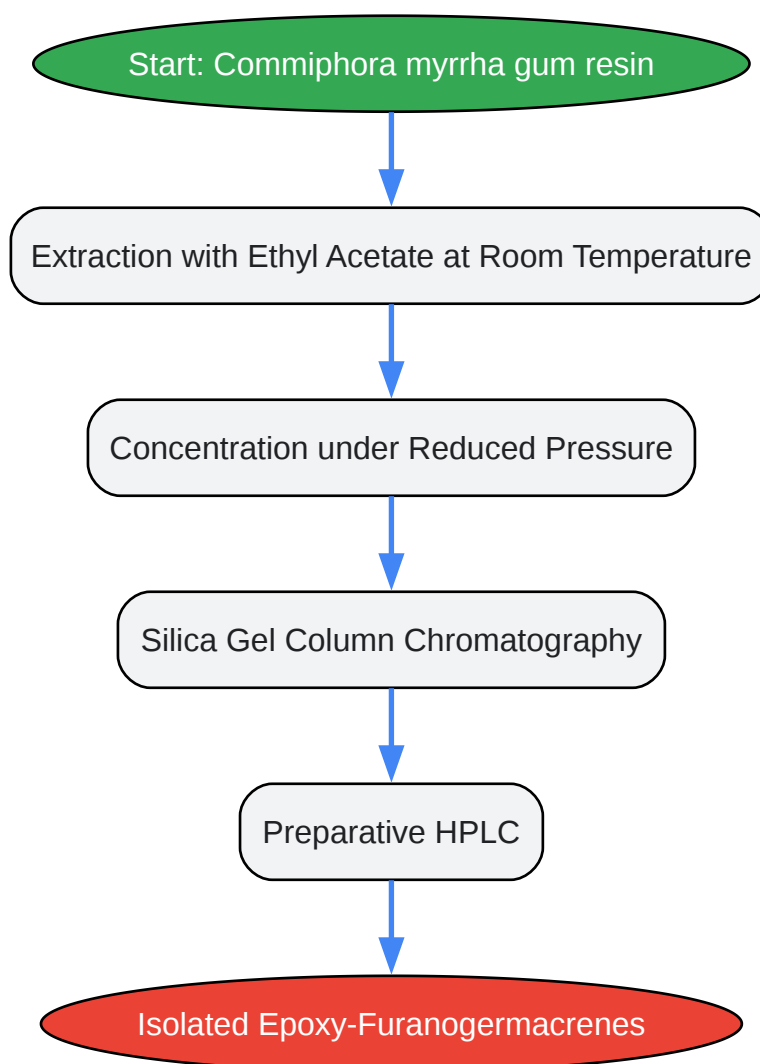 Start: Commiphora myrrha gum resin
Extraction with Ethyl Acetate at Room Temperature
Concentration under Reduced Pressure
Silica Gel Column Chromatography
Preparative HPLC
Isolated Epoxy-Furanogermacrenes